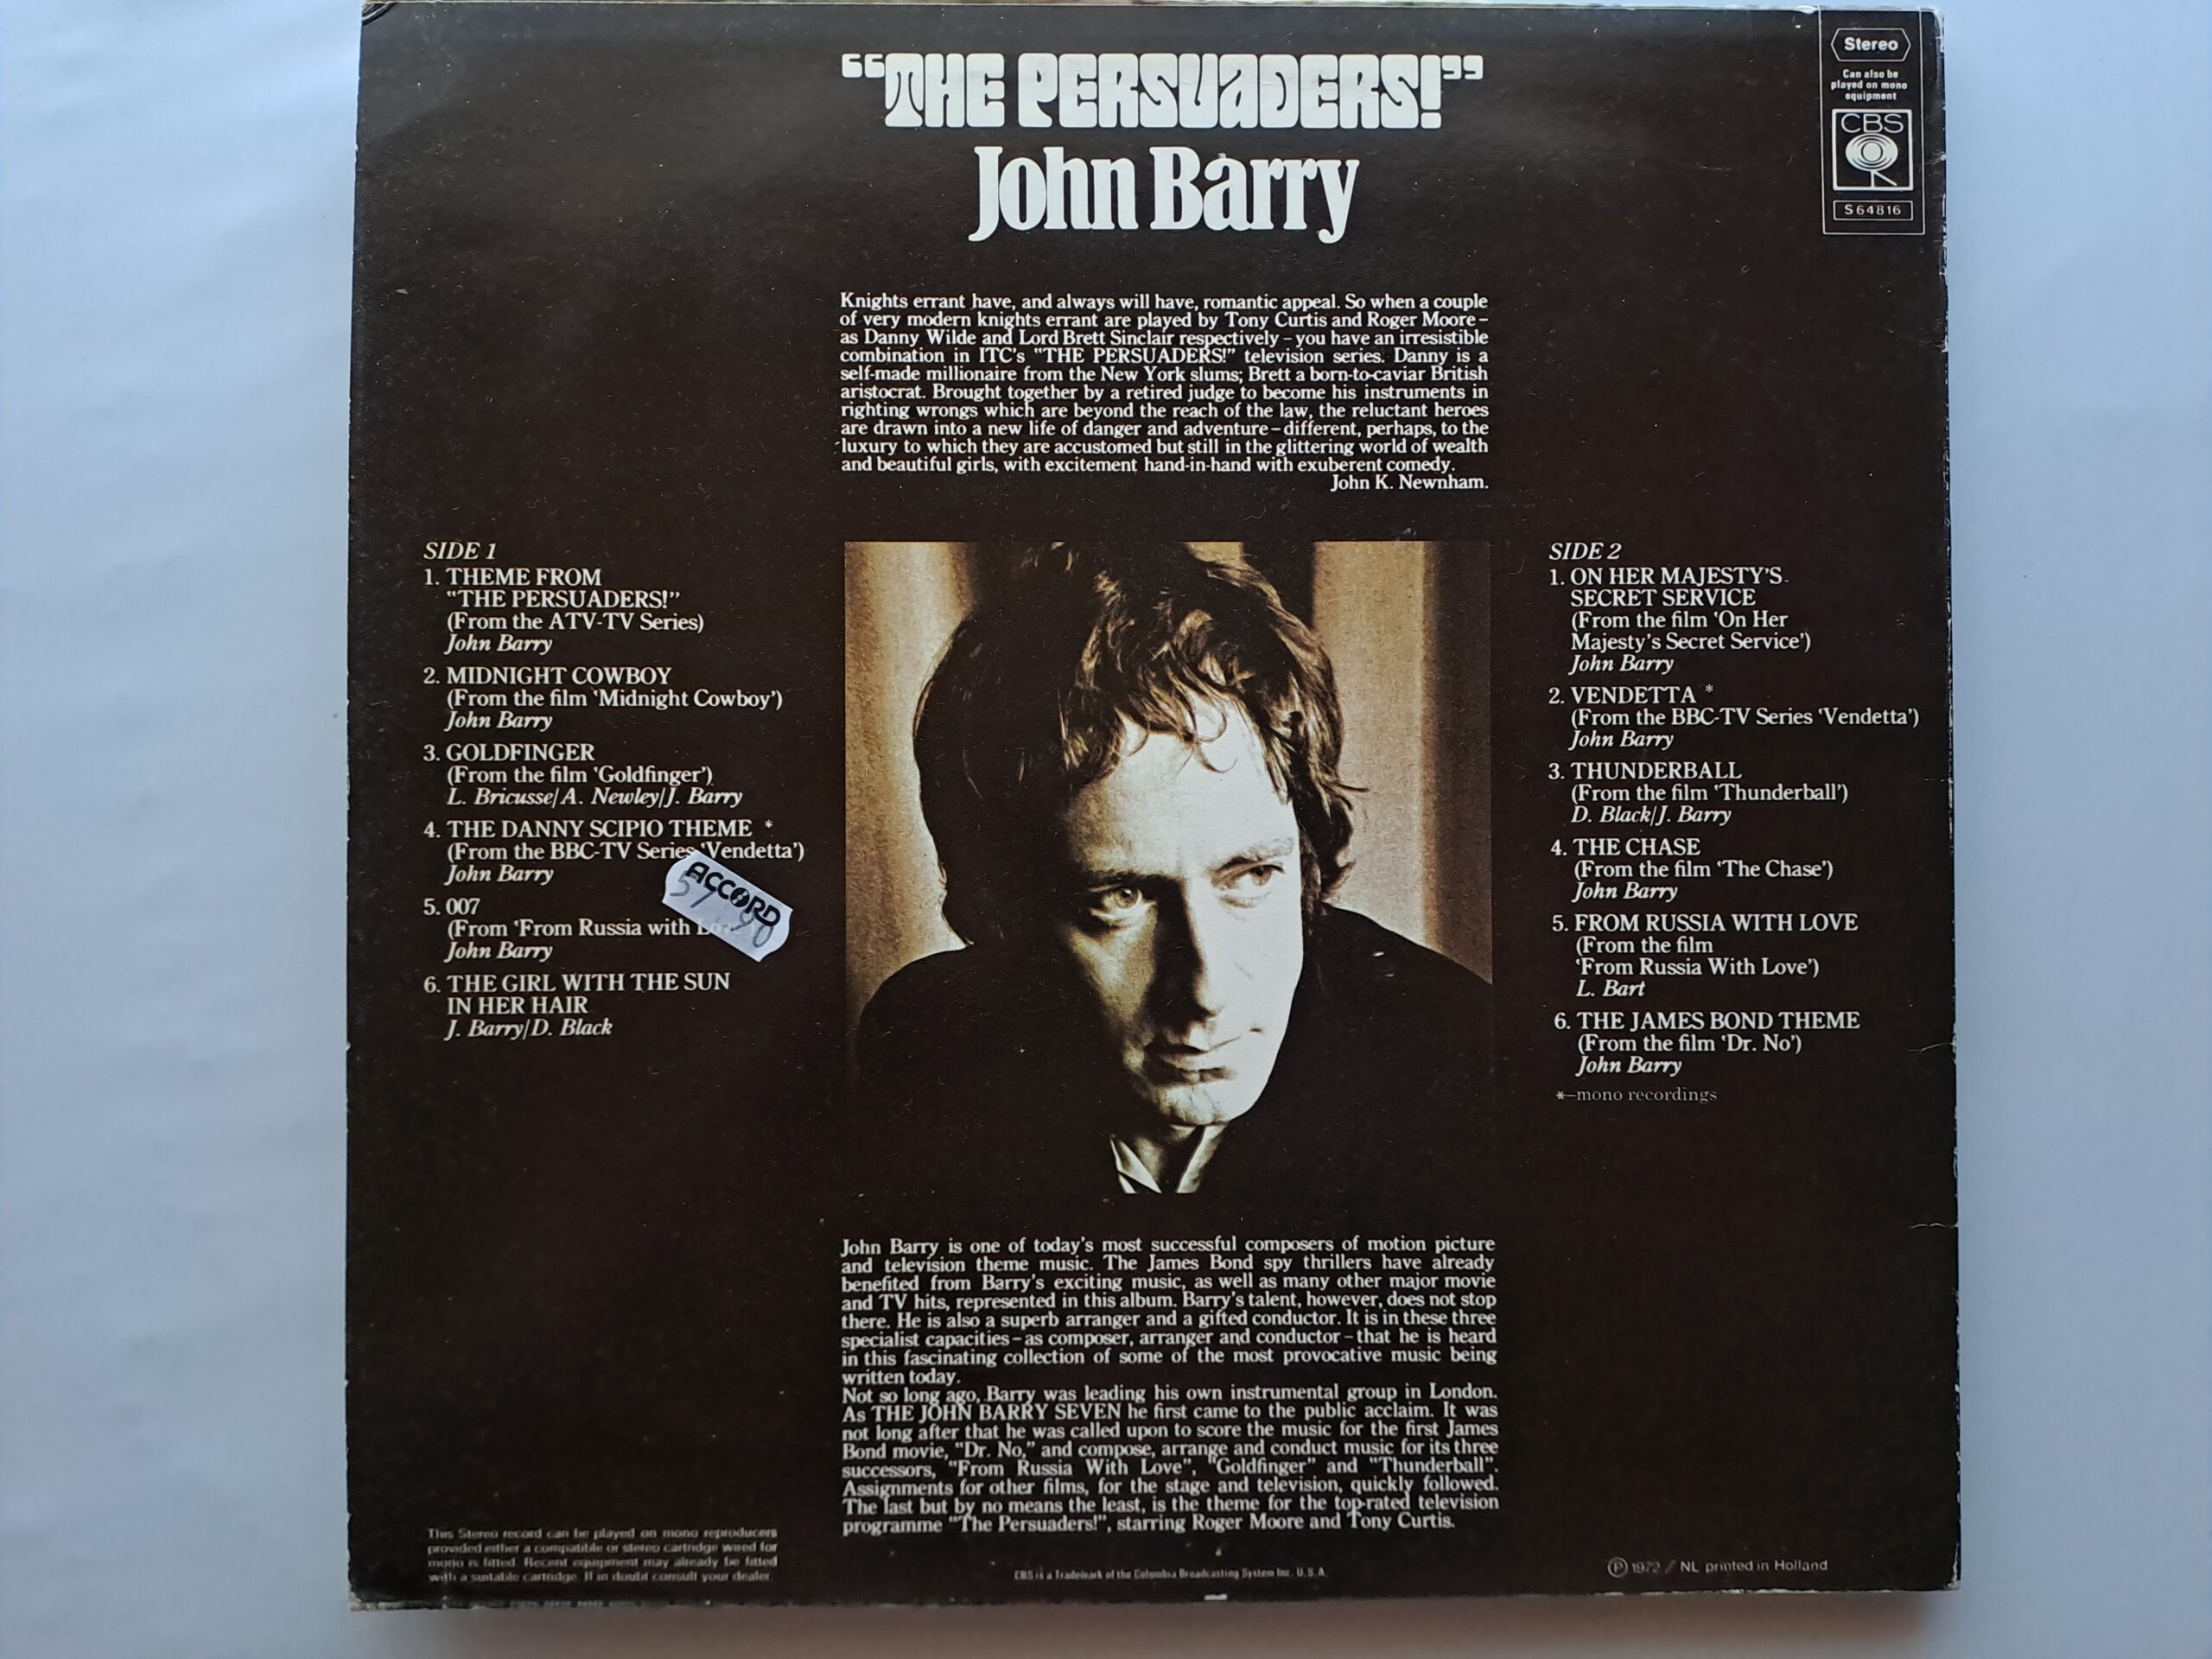 "THE PERSUADERS!"
John Barry
Stereo
Can also be
played on mono
equipment
CBS
S 64816
Knights errant have, and always will have, romantic appeal. So when a couple
of very modern knights errant are played by Tony Curtis and Roger Moore –
as Danny Wilde and Lord Brett Sinclair respectively – you have an irresistible
combination in ITC's "THE PERSUADERS!" television series. Danny is a
self-made millionaire from the New York slums; Brett a born-to-caviar British
aristocrat. Brought together by a retired judge to become his instruments in
righting wrongs which are beyond the reach of the law, the reluctant heroes
are drawn into a new life of danger and adventure – different, perhaps, to the
luxury to which they are accustomed but still in the glittering world of wealth
and beautiful girls, with excitement hand-in-hand with exuberent comedy.
John K. Newnham.
SIDE 1
1. THEME FROM
"THE PERSUADERS!"
(From the ATV-TV Series)
John Barry
2. MIDNIGHT COWBOY
(From the film 'Midnight Cowboy')
John Barry
3. GOLDFINGER
(From the film 'Goldfinger')
L. Bricusse/A. Newley/J. Barry
4. THE DANNY SCIPIO THEME *
(From the BBC-TV Series 'Vendetta')
John Barry
5. 007
(From 'From Russia with
John Barry
6. THE GIRL WITH THE SUN
IN HER HAIR
J. Barry/D. Black
ACCORD
SIDE 2
1. ON HER MAJESTY'S
SECRET SERVICE
(From the film 'On Her
Majesty's Secret Service')
John Barry
2. VENDETTA *
(From the BBC-TV Series 'Vendetta')
John Barry
3. THUNDERBALL
(From the film 'Thunderball')
D. Black/J. Barry
4. THE CHASE
(From the film 'The Chase')
John Barry
5. FROM RUSSIA WITH LOVE
(From the film
'From Russia With Love')
L. Bart
6. THE JAMES BOND THEME
(From the film 'Dr. No')
John Barry
*–mono recordings
John Barry is one of today's most successful composers of motion picture
and television theme music. The James Bond spy thrillers have already
benefited from Barry's exciting music, as well as many other major movie
and TV hits, represented in this album. Barry's talent, however, does not stop
there. He is also a superb arranger and a gifted conductor. It is in these three
specialist capacities – as composer, arranger and conductor – that he is heard
in this fascinating collection of some of the most provocative music being
written today.
Not so long ago, Barry was leading his own instrumental group in London.
As THE JOHN BARRY SEVEN he first came to the public acclaim. It was
not long after that he was called upon to score the music for the first James
Bond movie, "Dr. No," and compose, arrange and conduct music for its three
successors, "From Russia With Love", "Goldfinger" and "Thunderball".
Assignments for other films, for the stage and television, quickly followed.
The last but by no means the least, is the theme for the top-rated television
programme "The Persuaders!", starring Roger Moore and Tony Curtis.
This Stereo record can be played on mono reproducers
provided either a compatible or stereo cartridge wired for
mono is fitted. Recent equipment may already be fitted
with a suitable cartridge. If in doubt consult your dealer.
CBS is a Trademark of the Columbia Broadcasting System Inc. U.S.A.
Ⓟ 1972 / NL printed in Holland